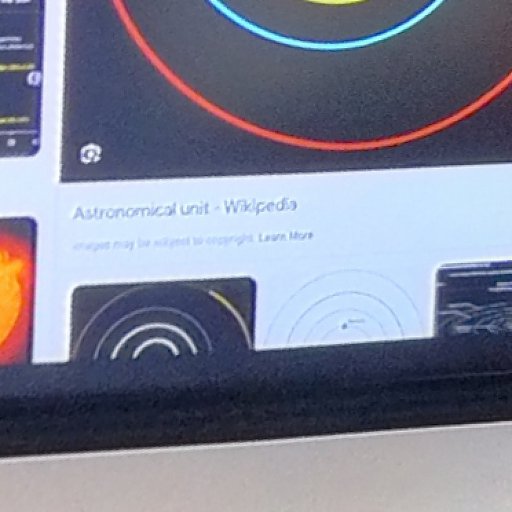 Astronomical unit - Wikipedia
Images may be subject to copyright. Learn More